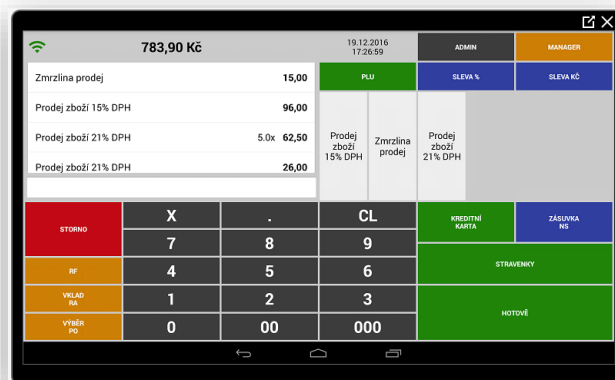 783,90 Kč
19.12.2016
17:26:59
ADMIN
MANAGER
Zmrzlina prodej 15,00
Prodej zboží 15% DPH 96,00
Prodej zboží 21% DPH 5.0x 62,50
Prodej zboží 21% DPH 26,00
PLU
SLEVA %
SLEVA KČ
Prodej
zboží
15% DPH
Zmrzlina
prodej
Prodej
zboží
21% DPH
STORNO
X . CL
7 8 9
RF
4 5 6
VKLAD
RA
1 2 3
VÝBĚR
PO
0 00 000
KREDITNÍ
KARTA
ZÁSUVKA
NS
STRAVENKY
HOTOVĚ